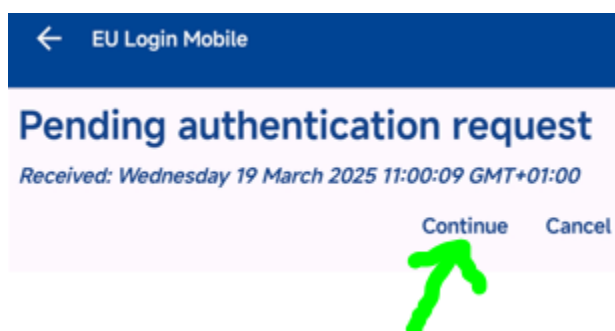 EU Login Mobile
Pending authentication request
Received: Wednesday 19 March 2025 11:00:09 GMT+01:00
Continue Cancel